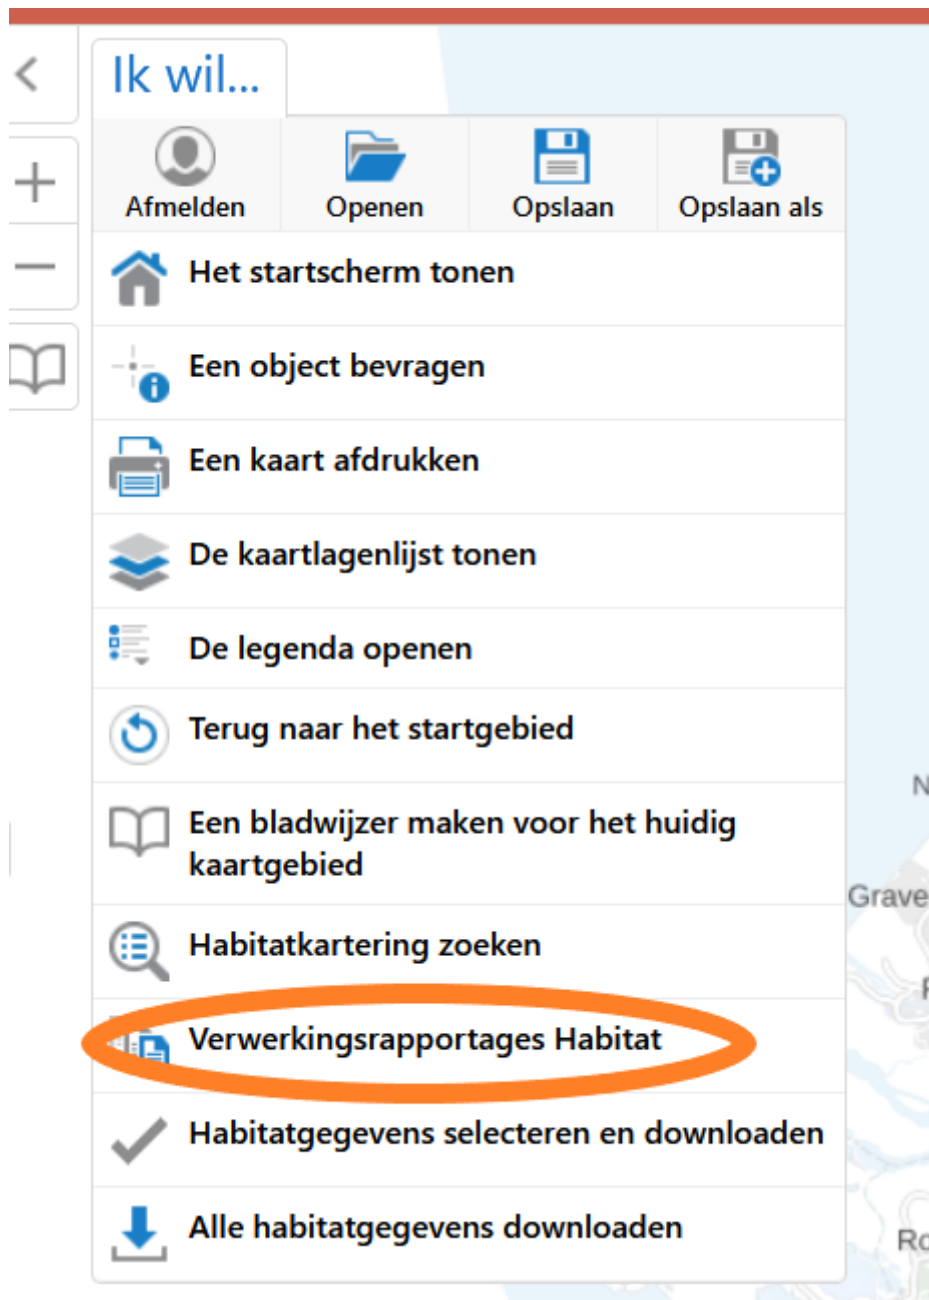 Ik wil...
Afmelden Openen Opslaan Opslaan als
Het startscherm tonen
Een object bevragen
Een kaart afdrukken
De kaartlagenlijst tonen
De legenda openen
Terug naar het startgebied
Een bladwijzer maken voor het huidig
kaartgebied
Habitatkartering zoeken
Verwerkingsrapportages Habitat
Habitatgegevens selecteren en downloaden
Alle habitatgegevens downloaden